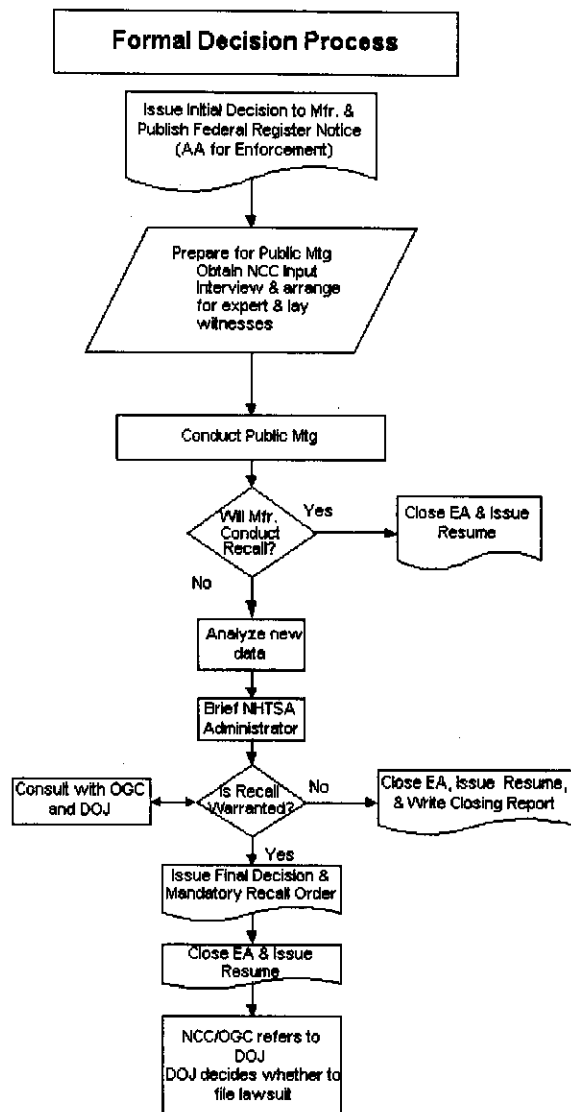 Formal Decision Process
Issue Initial Decision to Mfr. &
Publish Federal Register Notice
(AA for Enforcement)
Prepare for Public Mtg
Obtain NCC Input
Interview & arrange
for expert & lay
witnesses
Conduct Public Mtg
Will Mfr.
Conduct
Recall?
Yes
Close EA & Issue
Resume
No
Analyze new
data
Brief NHTSA
Administrator
Consult with OGC
and DOJ
Is Recall
Warranted?
No
Close EA, Issue Resume,
& Write Closing Report
Yes
Issue Final Decision &
Mandatory Recall Order
Close EA & Issue
Resume
NCC/OGC refers to
DOJ
DOJ decides whether to
file lawsuit